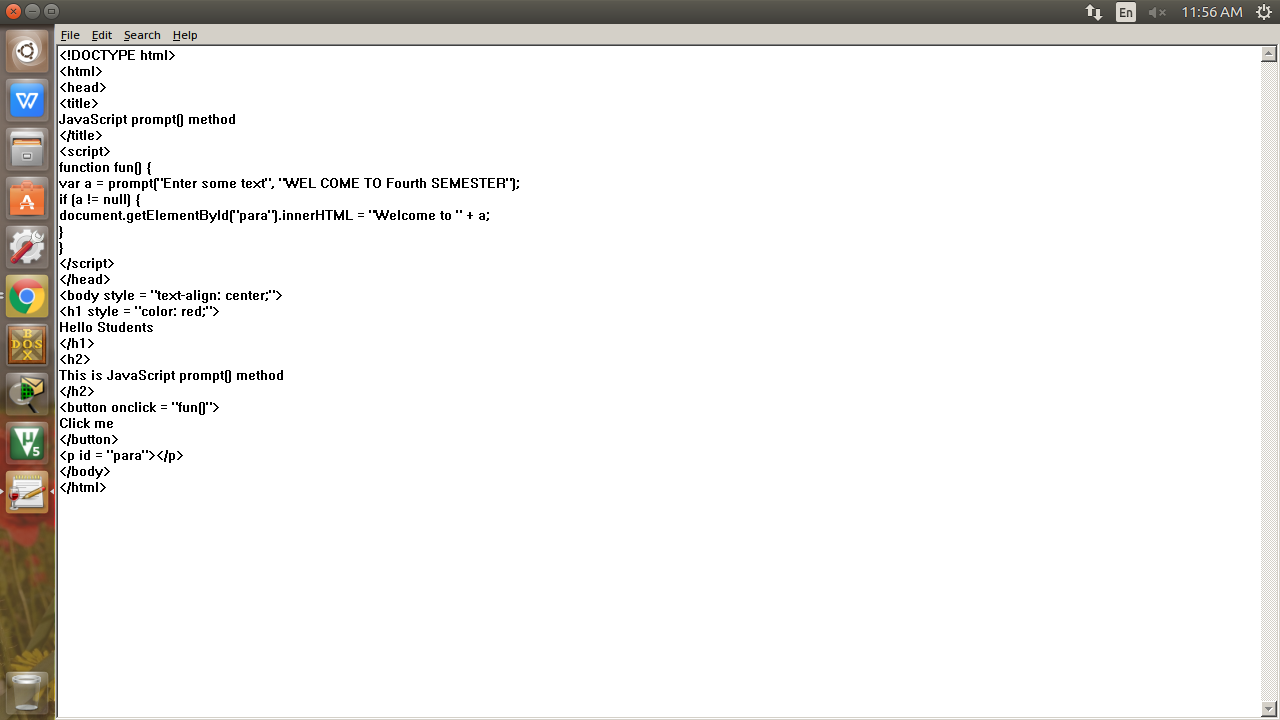 En 11:56 AM
File Edit Search Help
<!DOCTYPE html>
<html>
<head>
<title>
JavaScript prompt() method
</title>
<script>
function fun() {
var a = prompt("Enter some text", "WEL COME TO Fourth SEMESTER");
if (a != null) {
document.getElementById("para").innerHTML = "Welcome to " + a;
}
}
</script>
</head>
<body style = "text-align: center;">
<h1 style = "color: red;">
Hello Students
</h1>
<h2>
This is JavaScript prompt() method
</h2>
<button onclick = "fun()">
Click me
</button>
<p id = "para"></p>
</body>
</html>
W
A
B
DOS
X
µ5